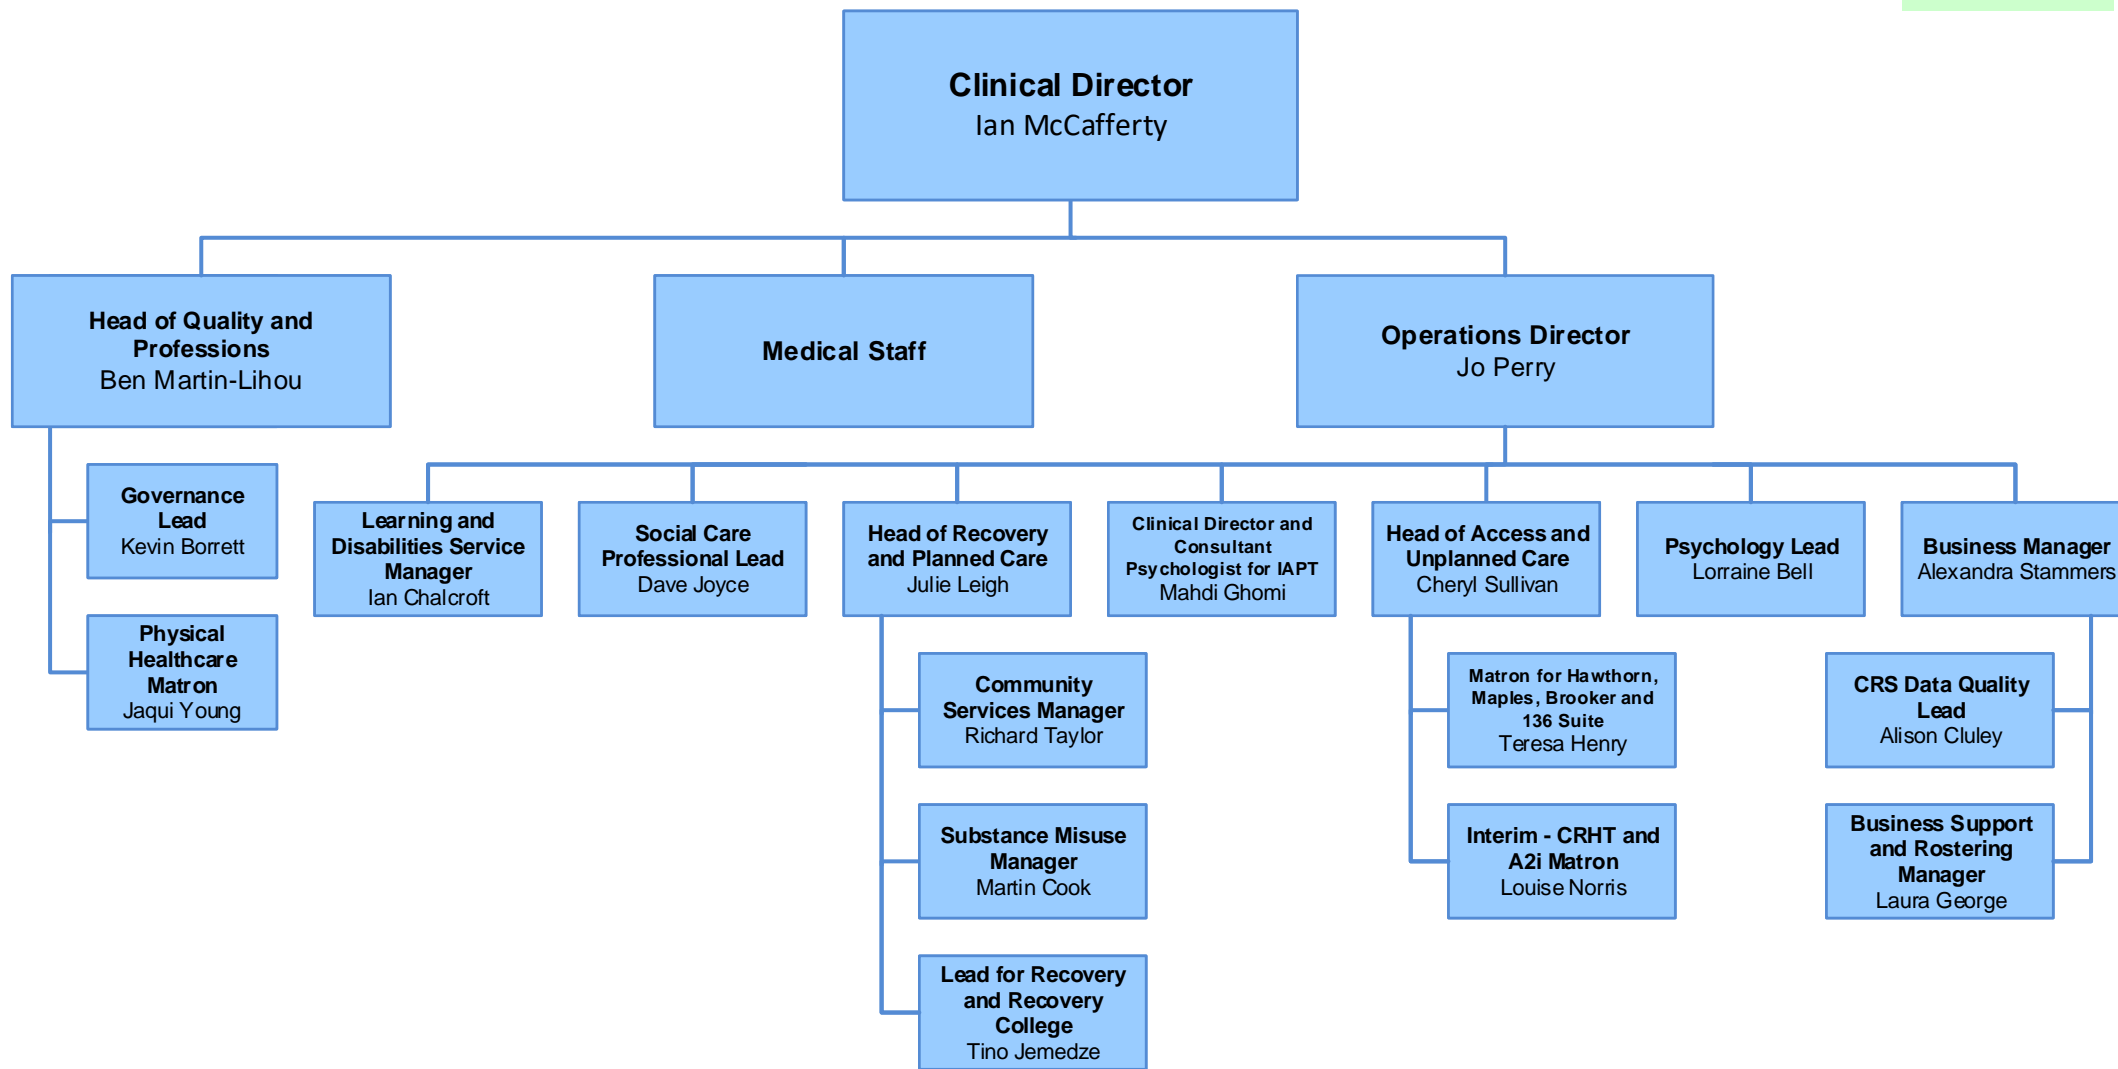 Clinical Director
Ian McCafferty
Head of Quality and
Professions
Ben Martin-Lihou
Medical Staff
Operations Director
Jo Perry
Governance
Lead
Kevin Borrett
Physical
Healthcare
Matron
Jaqui Young
Learning and
Disabilities Service
Manager
Ian Chalcroft
Social Care
Professional Lead
Dave Joyce
Head of Recovery
and Planned Care
Julie Leigh
Clinical Director and
Consultant
Psychologist for IAPT
Mahdi Ghomi
Head of Access and
Unplanned Care
Cheryl Sullivan
Psychology Lead
Lorraine Bell
Business Manager
Alexandra Stammers
Community
Services Manager
Richard Taylor
Substance Misuse
Manager
Martin Cook
Lead for Recovery
and Recovery
College
Tino Jemedze
Matron for Hawthorn,
Maples, Brooker and
136 Suite
Teresa Henry
Interim - CRHT and
A2i Matron
Louise Norris
CRS Data Quality
Lead
Alison Cluley
Business Support
and Rostering
Manager
Laura George